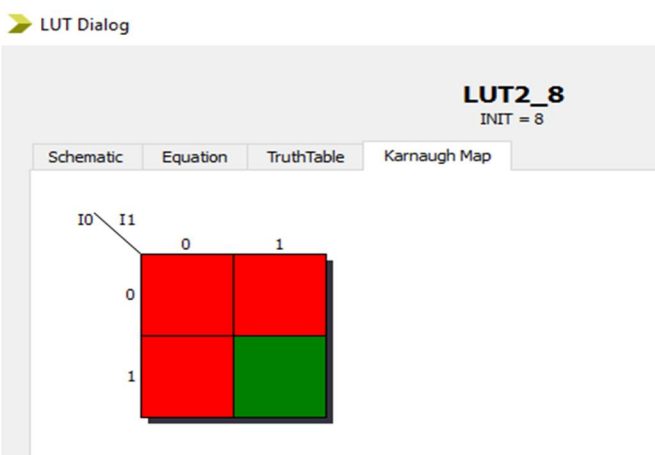 LUT Dialog
LUT2_8
INIT = 8
Schematic Equation TruthTable Karnaugh Map
I0 I1
0 1
0
1